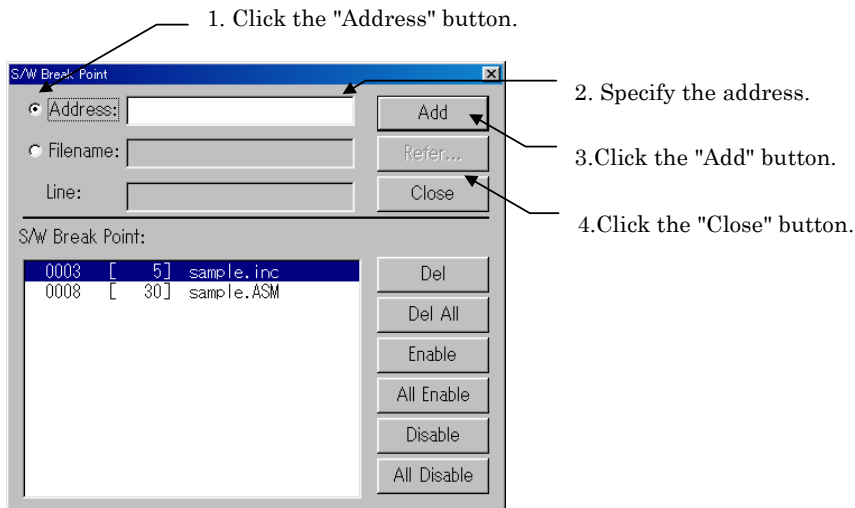 1. Click the "Address" button.
S/W Break Point
Address:
Add
2. Specify the address.
Filename:
Refer...
3.Click the "Add" button.
Line:
Close
4.Click the "Close" button.
S/W Break Point:
0003 [ 5] sample.inc
0008 [ 30] sample.ASM
Del
Del All
Enable
All Enable
Disable
All Disable